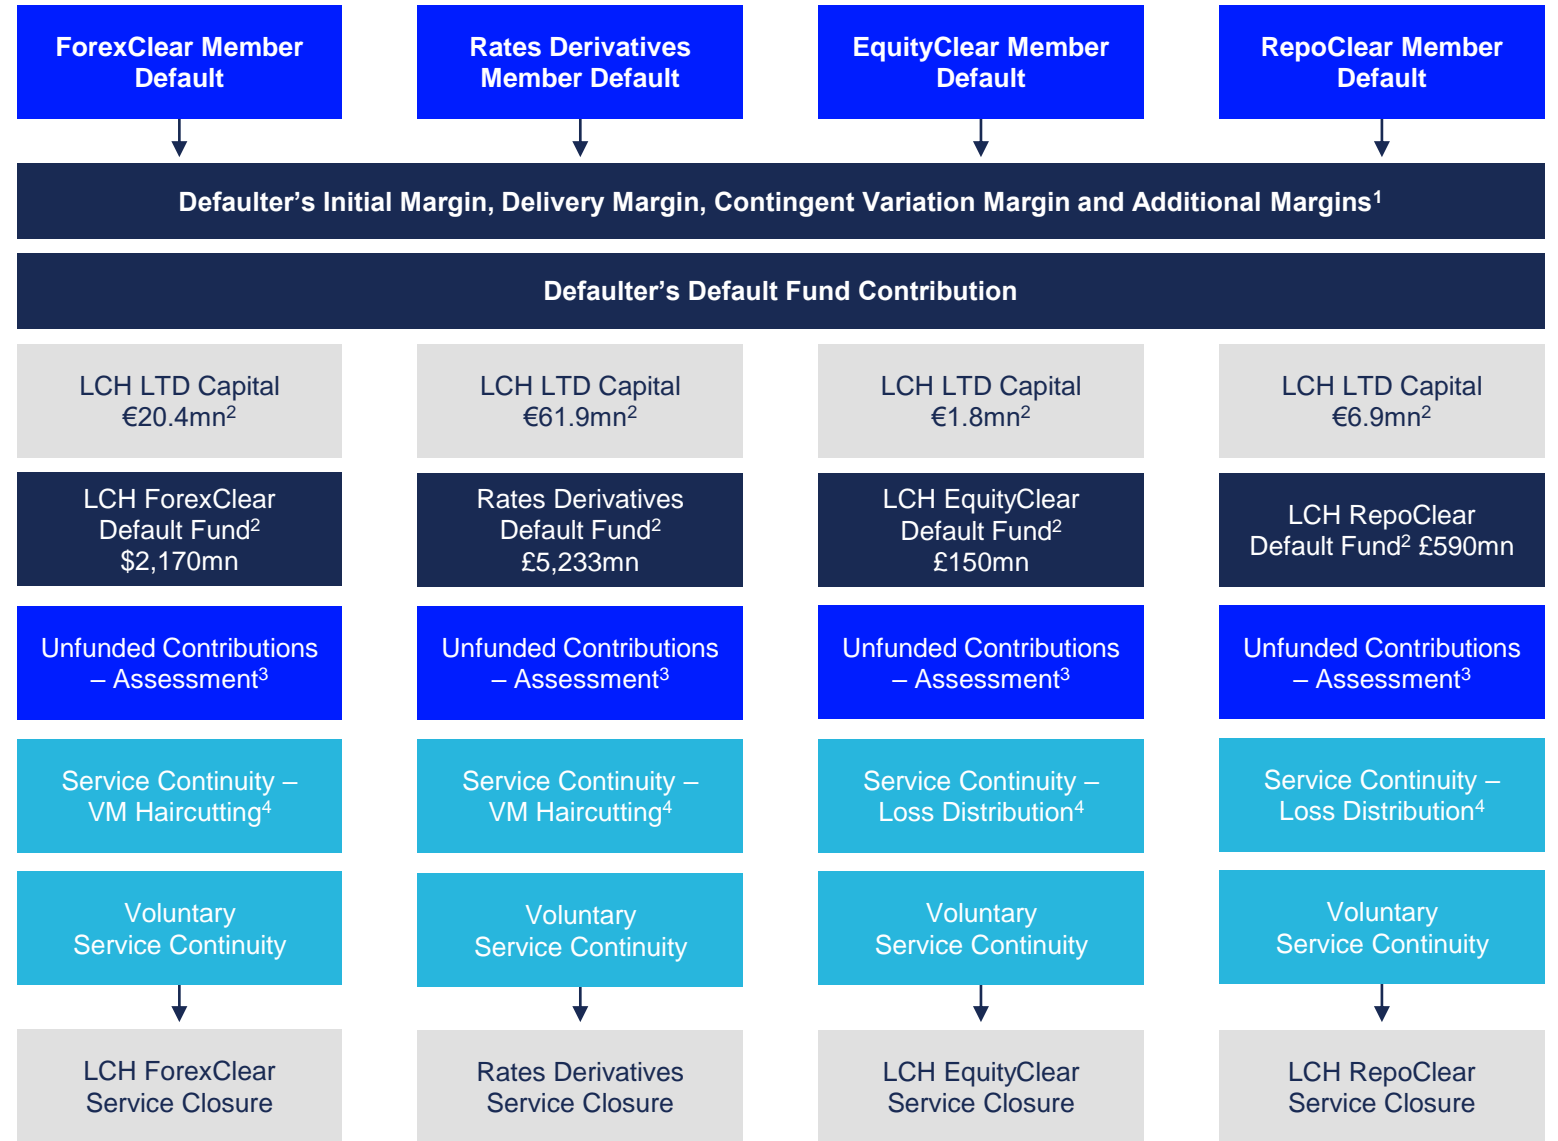 ForexClear Member
Default
Rates Derivatives
Member Default
EquityClear Member
Default
RepoClear Member
Default
Defaulter’s Initial Margin, Delivery Margin, Contingent Variation Margin and Additional Margins¹
Defaulter’s Default Fund Contribution
LCH LTD Capital
€20.4mn²
LCH LTD Capital
€61.9mn²
LCH LTD Capital
€1.8mn²
LCH LTD Capital
€6.9mn²
LCH ForexClear
Default Fund²
$2,170mn
Rates Derivatives
Default Fund²
£5,233mn
LCH EquityClear
Default Fund²
£150mn
LCH RepoClear
Default Fund² £590mn
Unfunded Contributions
– Assessment³
Unfunded Contributions
– Assessment³
Unfunded Contributions
– Assessment³
Unfunded Contributions
– Assessment³
Service Continuity –
VM Haircutting⁴
Service Continuity –
VM Haircutting⁴
Service Continuity –
Loss Distribution⁴
Service Continuity –
Loss Distribution⁴
Voluntary
Service Continuity
Voluntary
Service Continuity
Voluntary
Service Continuity
Voluntary
Service Continuity
LCH ForexClear
Service Closure
Rates Derivatives
Service Closure
LCH EquityClear
Service Closure
LCH RepoClear
Service Closure